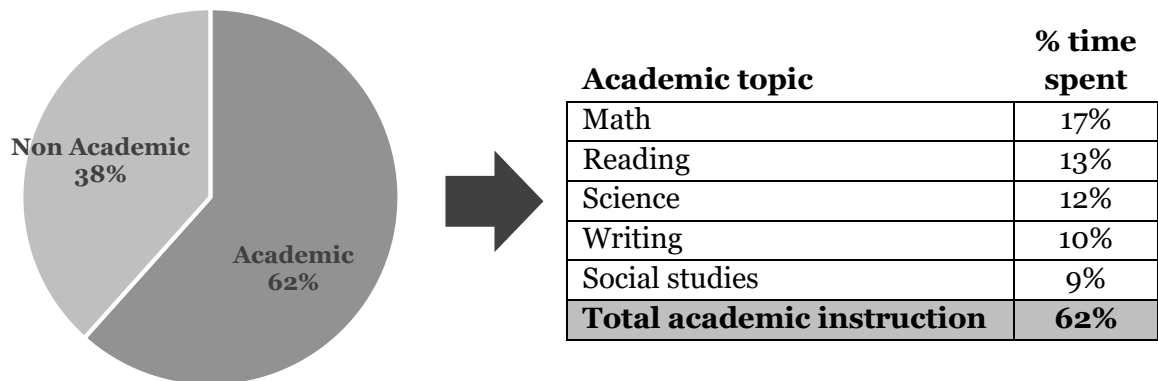 Non Academic
38%
Academic
62%
Academic topic % time spent
Math 17%
Reading 13%
Science 12%
Writing 10%
Social studies 9%
Total academic instruction 62%